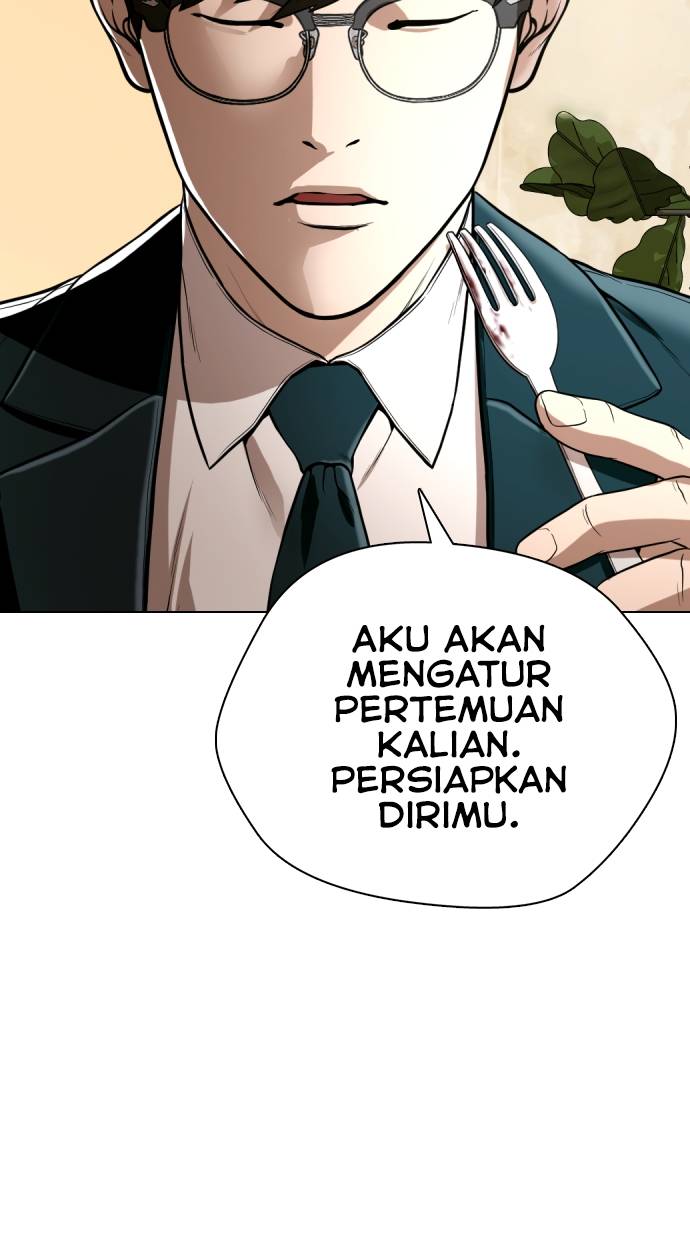 AKU AKAN
MENGATUR
PERTEMUAN
KALIAN.
PERSIAPKAN
DIRIMU.